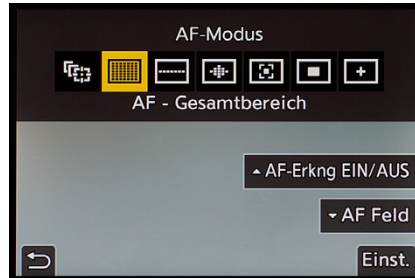 AF-Modus
AF - Gesamtbereich
AF-Erkng EIN/AUS
AF Feld
Einst.